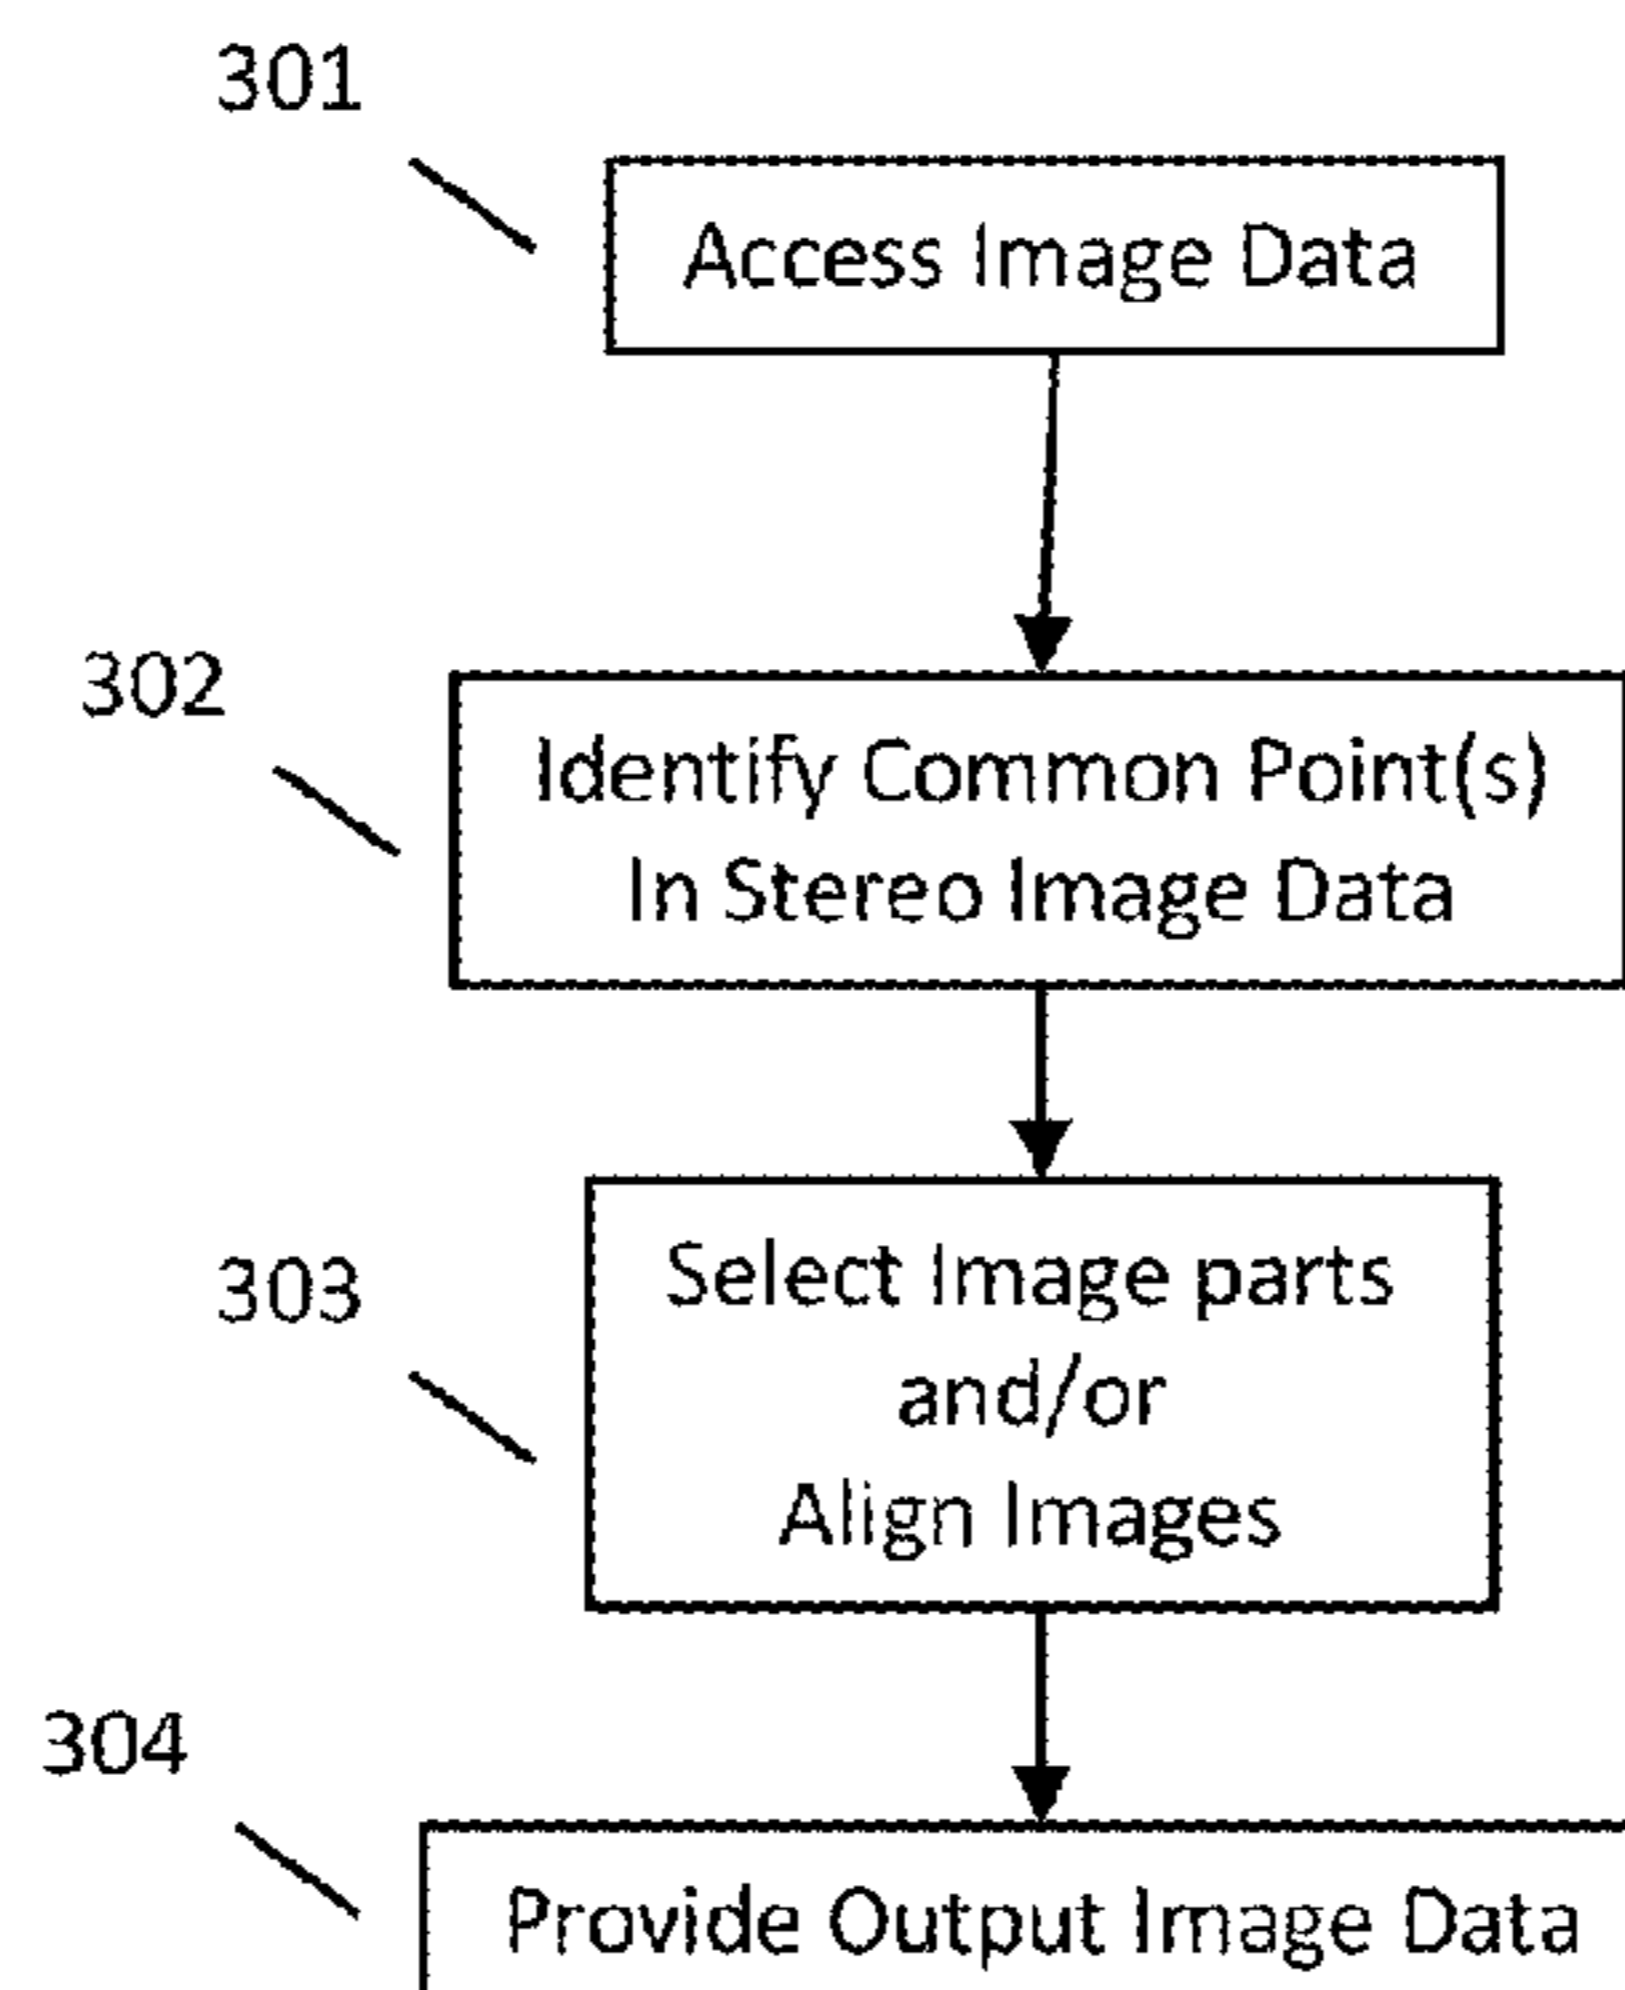 301
Access Image Data
302
Identify Common Point(s)
In Stereo Image Data
303
Select Image parts
and/or
Align Images
304
Provide Output Image Data